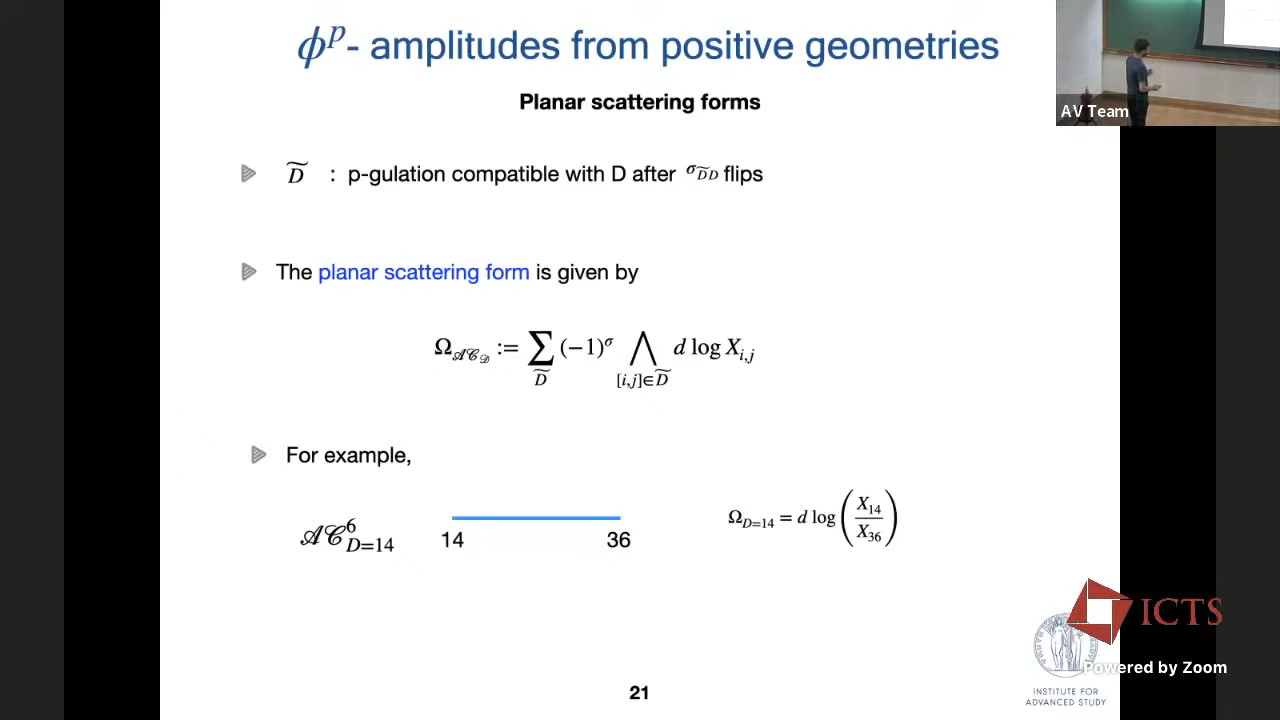 ϕᵖ- amplitudes from positive geometries
Planar scattering forms
AV Team
D̃ : p-gulation compatible with D after σ_D̃D flips
The planar scattering form is given by
Ω_𝒜𝒞_𝒟 := ∑_D̃ (−1)^σ ⋀_[i,j]∈D̃ d log X_i,j
For example,
𝒜𝒞^6_D=14
14 36
Ω_D=14 = d log (X_14 / X_36)
ICTS
Powered by Zoom
INSTITUTE FOR
ADVANCED STUDY
21